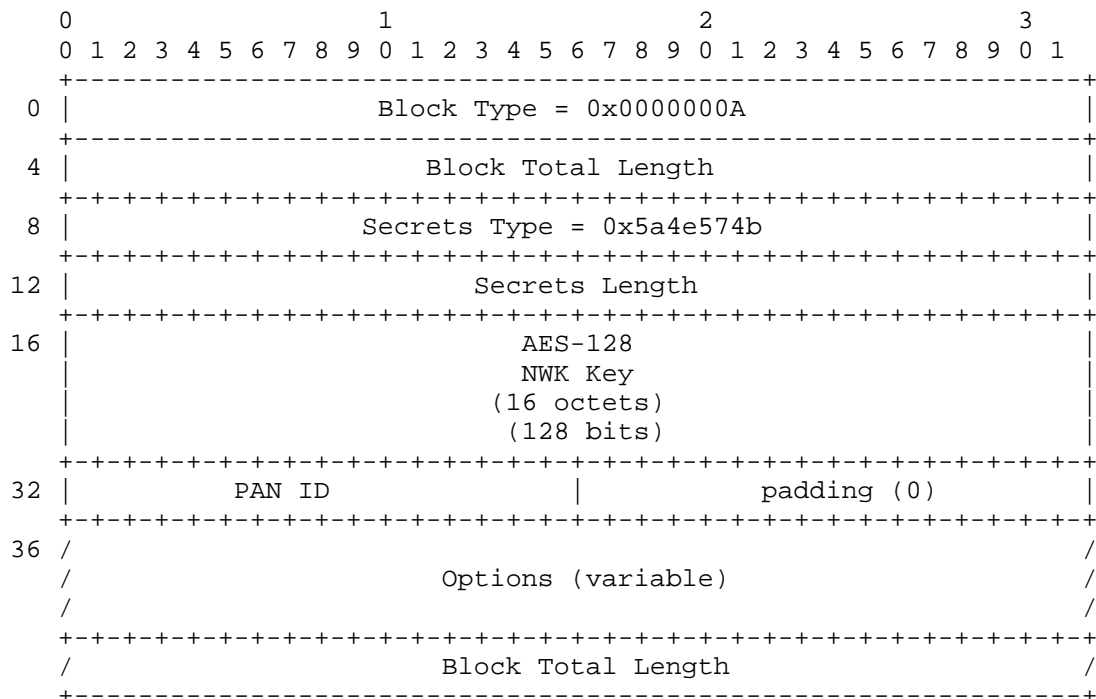 0                   1                   2                   3
0 1 2 3 4 5 6 7 8 9 0 1 2 3 4 5 6 7 8 9 0 1 2 3 4 5 6 7 8 9 0 1
+---------------------------------------------------------------+
0 | Block Type = 0x0000000A |
+---------------------------------------------------------------+
4 | Block Total Length |
+-+-+-+-+-+-+-+-+-+-+-+-+-+-+-+-+-+-+-+-+-+-+-+-+-+-+-+-+-+-+-+-+
8 | Secrets Type = 0x5a4e574b |
+-+-+-+-+-+-+-+-+-+-+-+-+-+-+-+-+-+-+-+-+-+-+-+-+-+-+-+-+-+-+-+-+
12 | Secrets Length |
+-+-+-+-+-+-+-+-+-+-+-+-+-+-+-+-+-+-+-+-+-+-+-+-+-+-+-+-+-+-+-+-+
16 | AES-128 |
| NWK Key |
| (16 octets) |
| (128 bits) |
+-+-+-+-+-+-+-+-+-+-+-+-+-+-+-+-+-+-+-+-+-+-+-+-+-+-+-+-+-+-+-+-+
32 | PAN ID | padding (0) |
+-+-+-+-+-+-+-+-+-+-+-+-+-+-+-+-+-+-+-+-+-+-+-+-+-+-+-+-+-+-+-+-+
36 / /
/ Options (variable) /
/ /
+-+-+-+-+-+-+-+-+-+-+-+-+-+-+-+-+-+-+-+-+-+-+-+-+-+-+-+-+-+-+-+-+
/ Block Total Length /
+---------------------------------------------------------------+